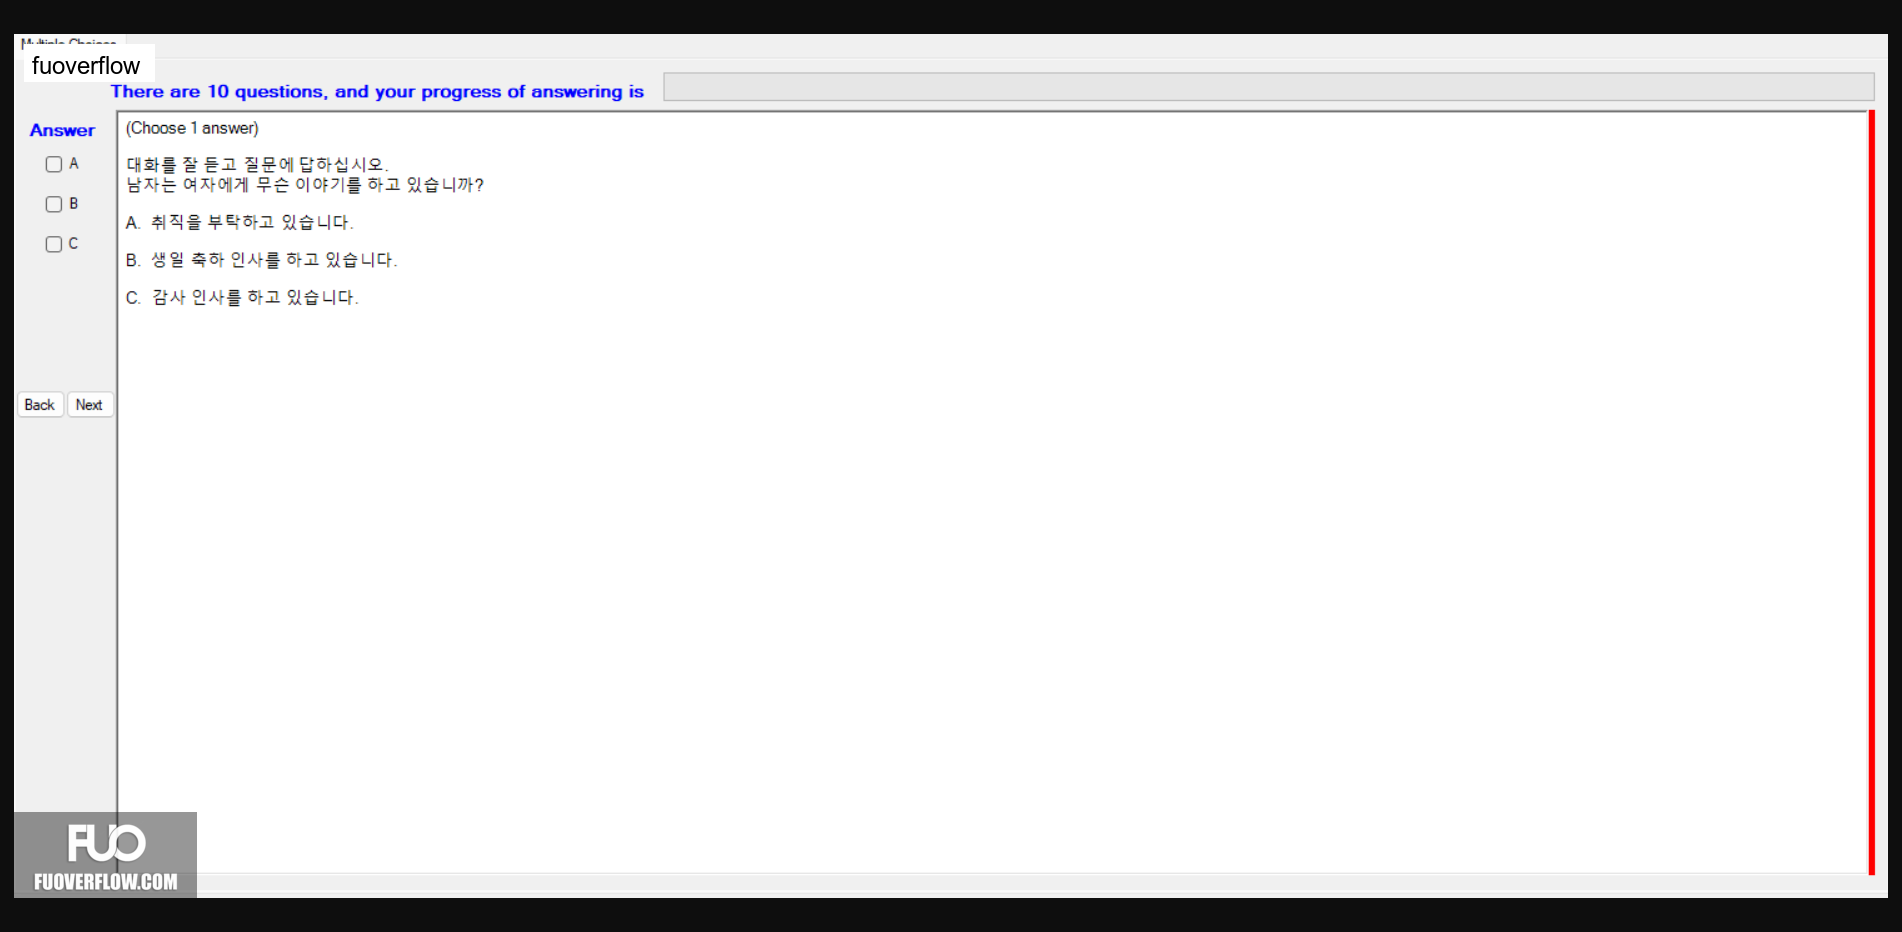 fuoverflow
There are 10 questions, and your progress of answering is
Answer
(Choose 1 answer)
A
대화를 잘 듣고 질문에 답하십시오.
남자는 여자에게 무슨 이야기를 하고 있습니까?
B
A. 취직을 부탁하고 있습니다.
C
B. 생일 축하 인사를 하고 있습니다.
C. 감사 인사를 하고 있습니다.
Back Next
FUO
FUOVERFLOW.COM